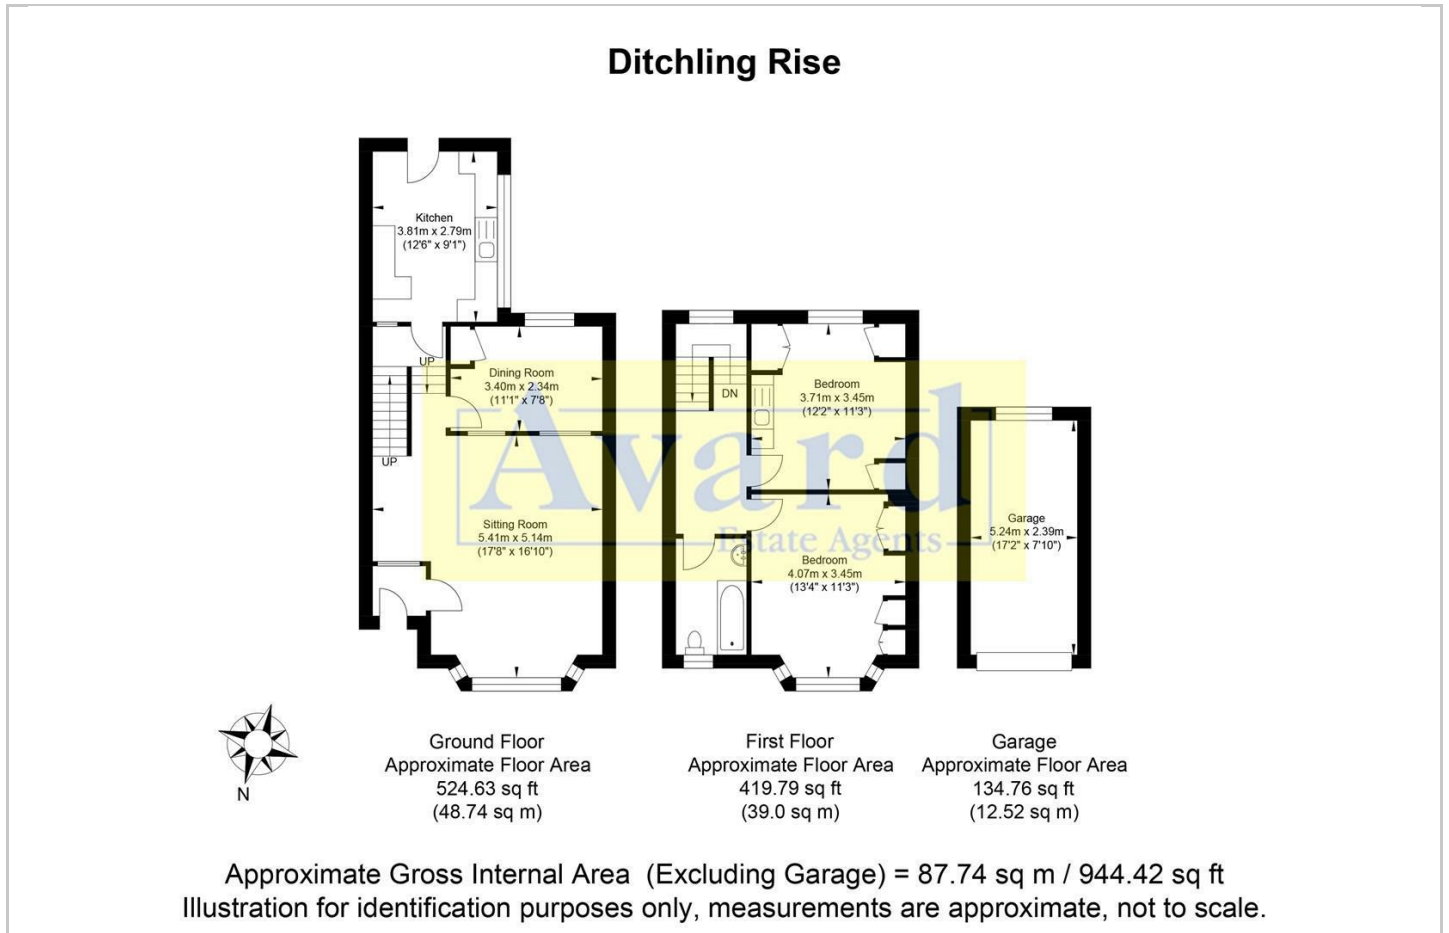 Ditchling Rise
Kitchen
3.81m x 2.79m
(12'6" x 9'1")
UP
Dining Room
3.40m x 2.34m
(11'1" x 7'8")
UP
Sitting Room
5.41m x 5.14m
(17'8" x 16'10")
DN
Bedroom
3.71m x 3.45m
(12'2" x 11'3")
Bedroom
4.07m x 3.45m
(13'4" x 11'3")
Garage
5.24m x 2.39m
(17'2" x 7'10")
Avard
Estate Agents
N
Ground Floor
Approximate Floor Area
524.63 sq ft
(48.74 sq m)
First Floor
Approximate Floor Area
419.79 sq ft
(39.0 sq m)
Garage
Approximate Floor Area
134.76 sq ft
(12.52 sq m)
Approximate Gross Internal Area (Excluding Garage) = 87.74 sq m / 944.42 sq ft
Illustration for identification purposes only, measurements are approximate, not to scale.